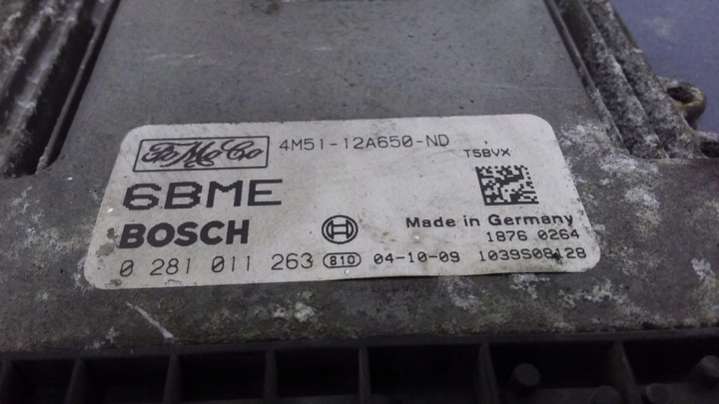 FoMoCo 4M51-12A650-ND
T5BVX
6BME
BOSCH Made in Germany
1876 0264
0 281 011 263 810 04-10-09 1039S08128